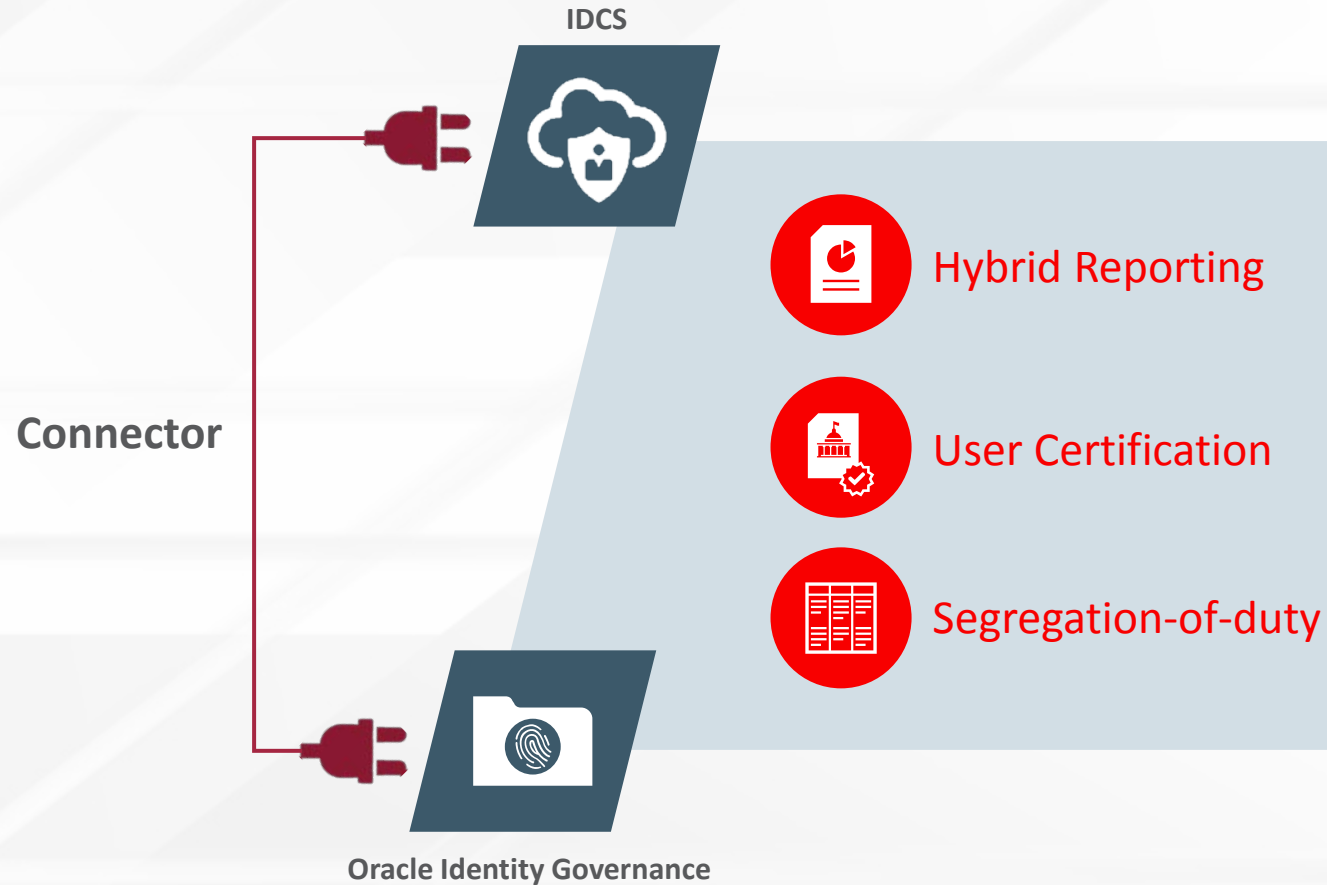 IDCS
Hybrid Reporting
Connector
User Certification
Segregation-of-duty
Oracle Identity Governance